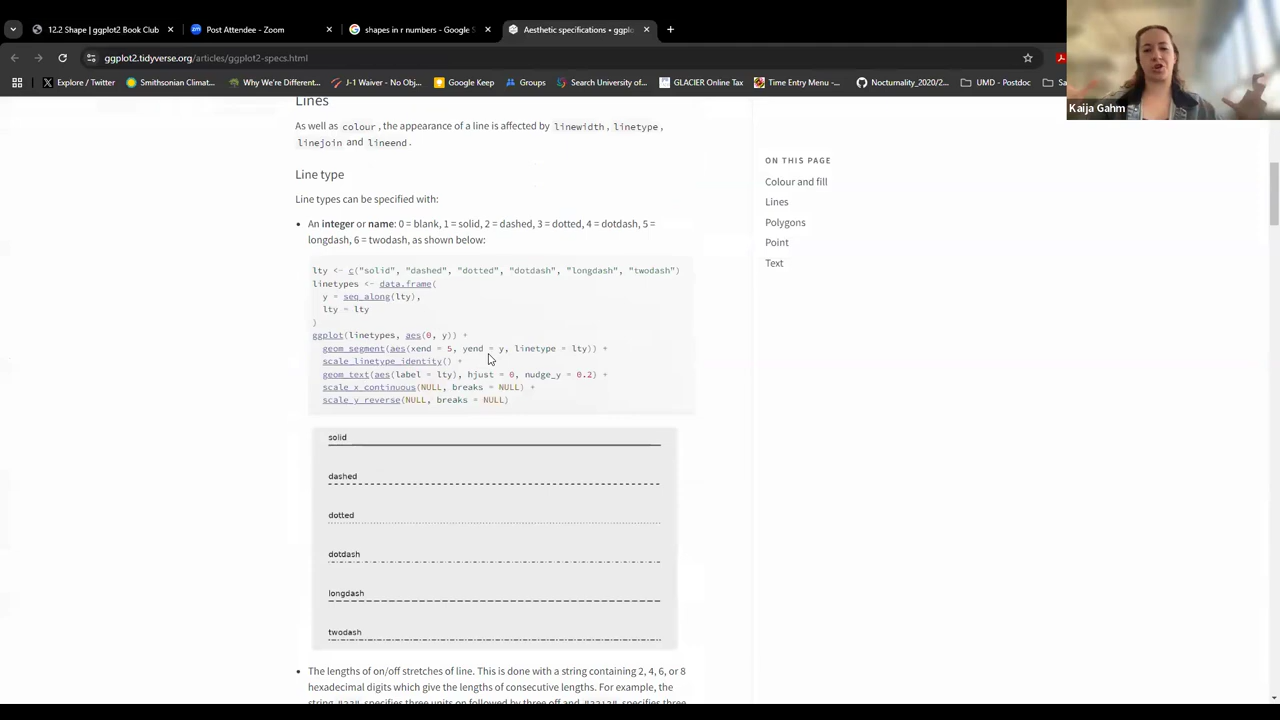 12.2 Shape | ggplot2 Book Club
Post Attendee - Zoom
shapes in r numbers - Google S
Aesthetic specifications • ggplo
ggplot2.tidyverse.org/articles/ggplot2-specs.html
Explore / Twitter
Smithsonian Climate
Why We're Different...
J-1 Waiver - No Obj...
Google Keep
Groups
Search University of...
GLACIER Online Tax
Time Entry Menu -...
Nocturnality_2020/2
UMD - Postdoc
Kaija Gahm
Lines
As well as colour, the appearance of a line is affected by linewidth, linetype,
linejoin and lineend.
Line type
Line types can be specified with:
• An integer or name: 0 = blank, 1 = solid, 2 = dashed, 3 = dotted, 4 = dotdash, 5 =
longdash, 6 = twodash, as shown below:
lty <- c("solid", "dashed", "dotted", "dotdash", "longdash", "twodash")
linetypes <- data.frame(
y = seq_along(lty),
lty = lty
)
ggplot(linetypes, aes(0, y)) +
geom_segment(aes(xend = 5, yend = y, linetype = lty)) +
scale_linetype_identity() +
geom_text(aes(label = lty), hjust = 0, nudge_y = 0.2) +
scale_x_continuous(NULL, breaks = NULL) +
scale_y_reverse(NULL, breaks = NULL)
solid
dashed
dotted
dotdash
longdash
twodash
• The lengths of on/off stretches of line. This is done with a string containing 2, 4, 6, or 8
hexadecimal digits which give the lengths of consecutive lengths. For example, the
ON THIS PAGE
Colour and fill
Lines
Polygons
Point
Text